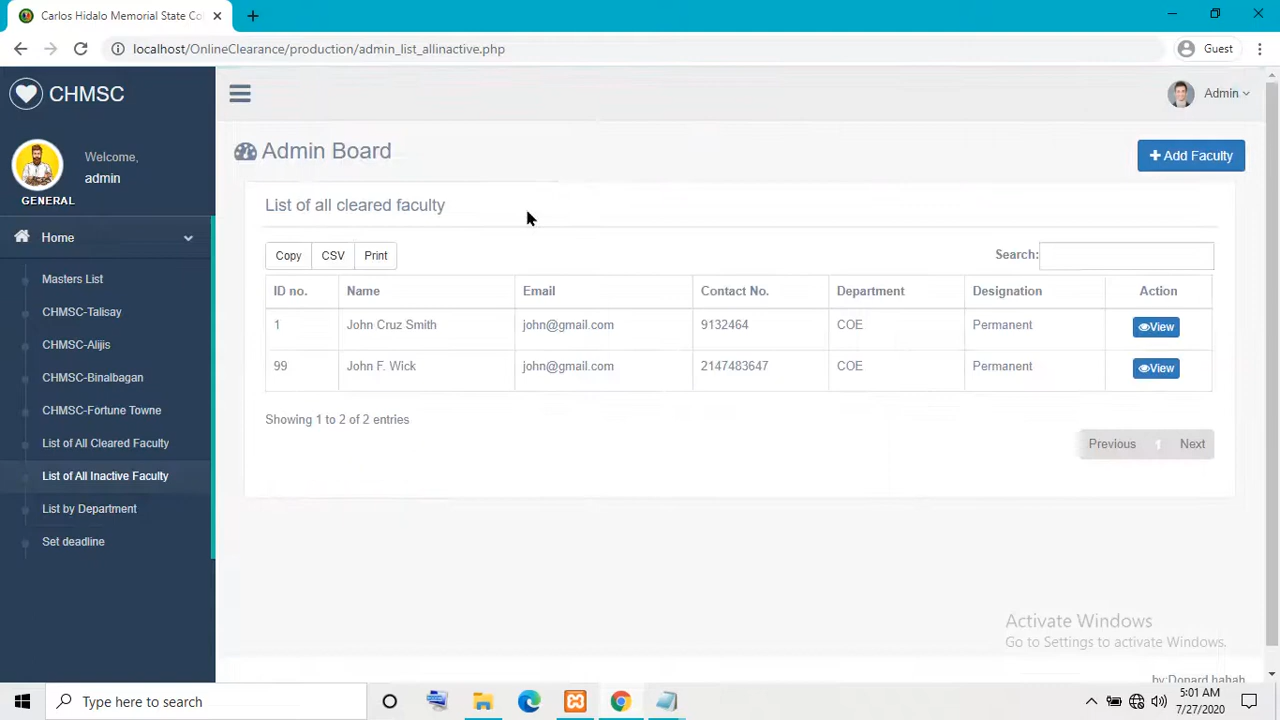 Carlos Hidalo Memorial State Co
localhost/OnlineClearance/production/admin_list_allinactive.php
Guest
CHMSC
Admin
Welcome,
admin
GENERAL
Admin Board
Add Faculty
Home
List of all cleared faculty
Copy CSV Print
Search:
Masters List
CHMSC-Talisay
CHMSC-Alijis
CHMSC-Binalbagan
CHMSC-Fortune Towne
List of All Cleared Faculty
List of All Inactive Faculty
List by Department
Set deadline
ID no. Name Email Contact No. Department Designation Action
1 John Cruz Smith john@gmail.com 9132464 COE Permanent View
99 John F. Wick john@gmail.com 2147483647 COE Permanent View
Showing 1 to 2 of 2 entries
Previous 1 Next
Activate Windows
Go to Settings to activate Windows.
by:Donard hahah
Type here to search
5:01 AM
7/27/2020